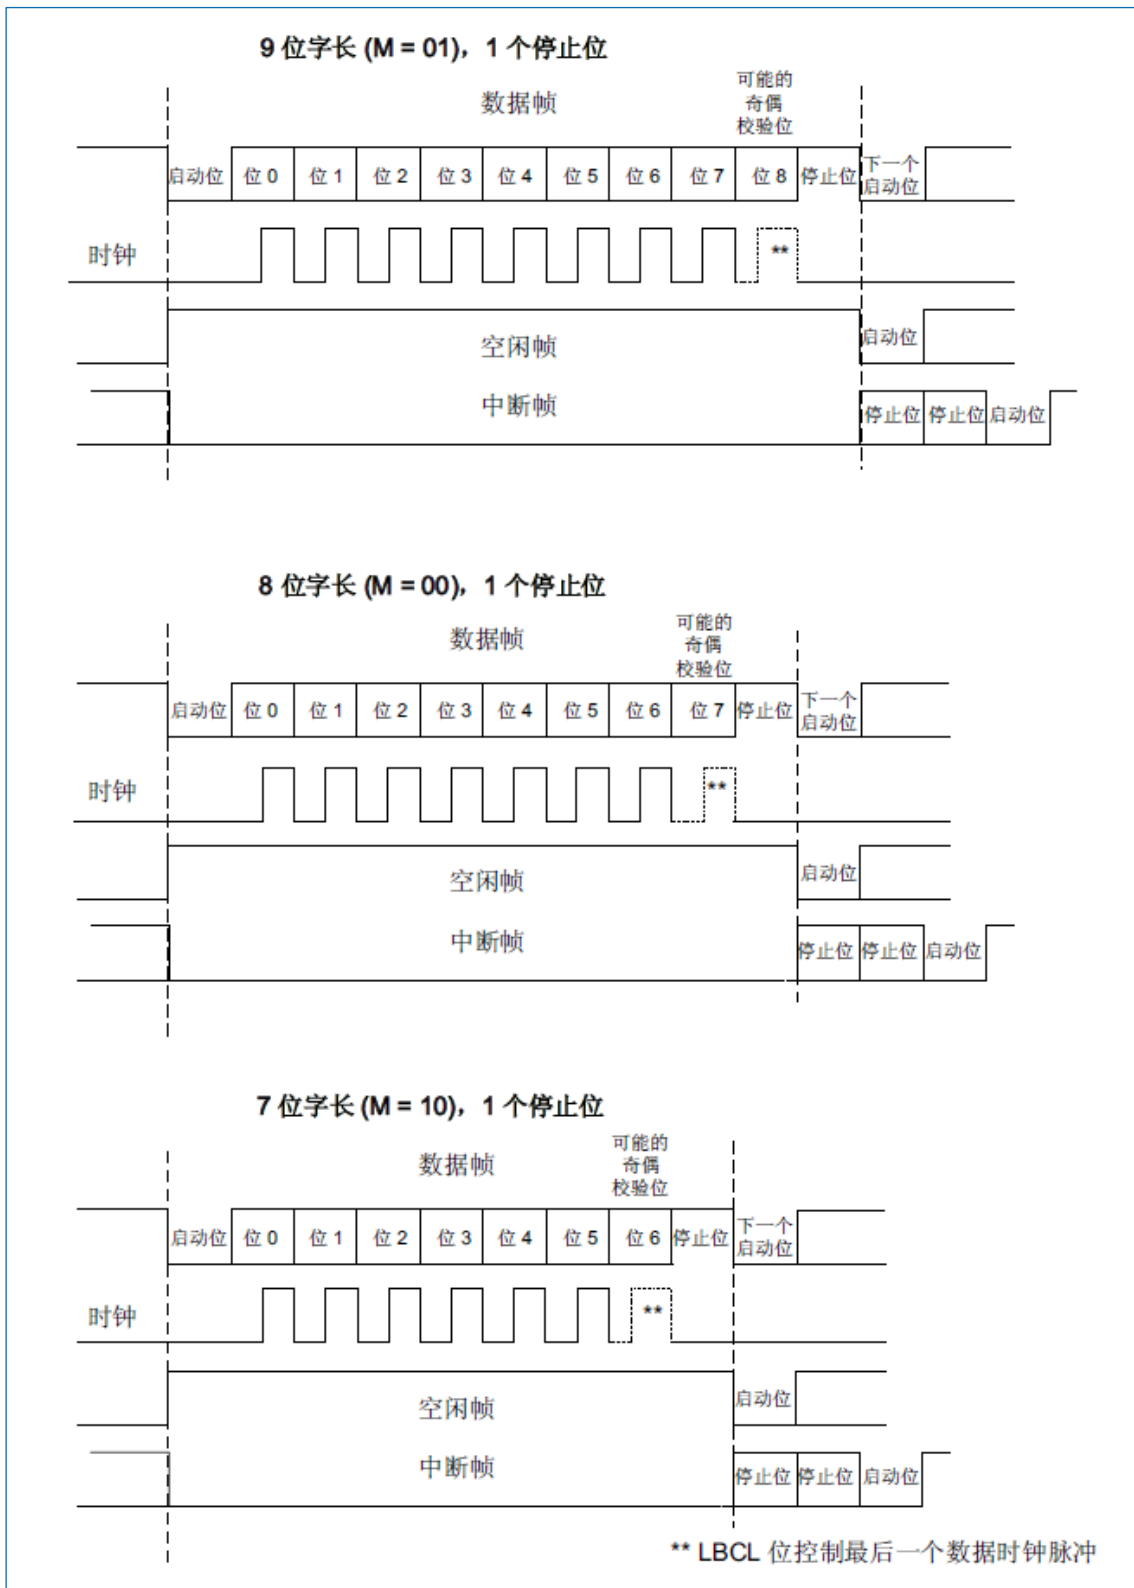 9 位字长 (M = 01)，1 个停止位
数据帧
可能的
奇偶
校验位
启动位 位 0 位 1 位 2 位 3 位 4 位 5 位 6 位 7 位 8 停止位 下一个
启动位
时钟 **
空闲帧 启动位
中断帧 停止位 停止位 启动位
8 位字长 (M = 00)，1 个停止位
数据帧
可能的
奇偶
校验位
启动位 位 0 位 1 位 2 位 3 位 4 位 5 位 6 位 7 停止位 下一个
启动位
时钟 **
空闲帧 启动位
中断帧 停止位 停止位 启动位
7 位字长 (M = 10)，1 个停止位
数据帧
可能的
奇偶
校验位
启动位 位 0 位 1 位 2 位 3 位 4 位 5 位 6 停止位 下一个
启动位
时钟 **
空闲帧 启动位
中断帧 停止位 停止位 启动位
** LBCL 位控制最后一个数据时钟脉冲